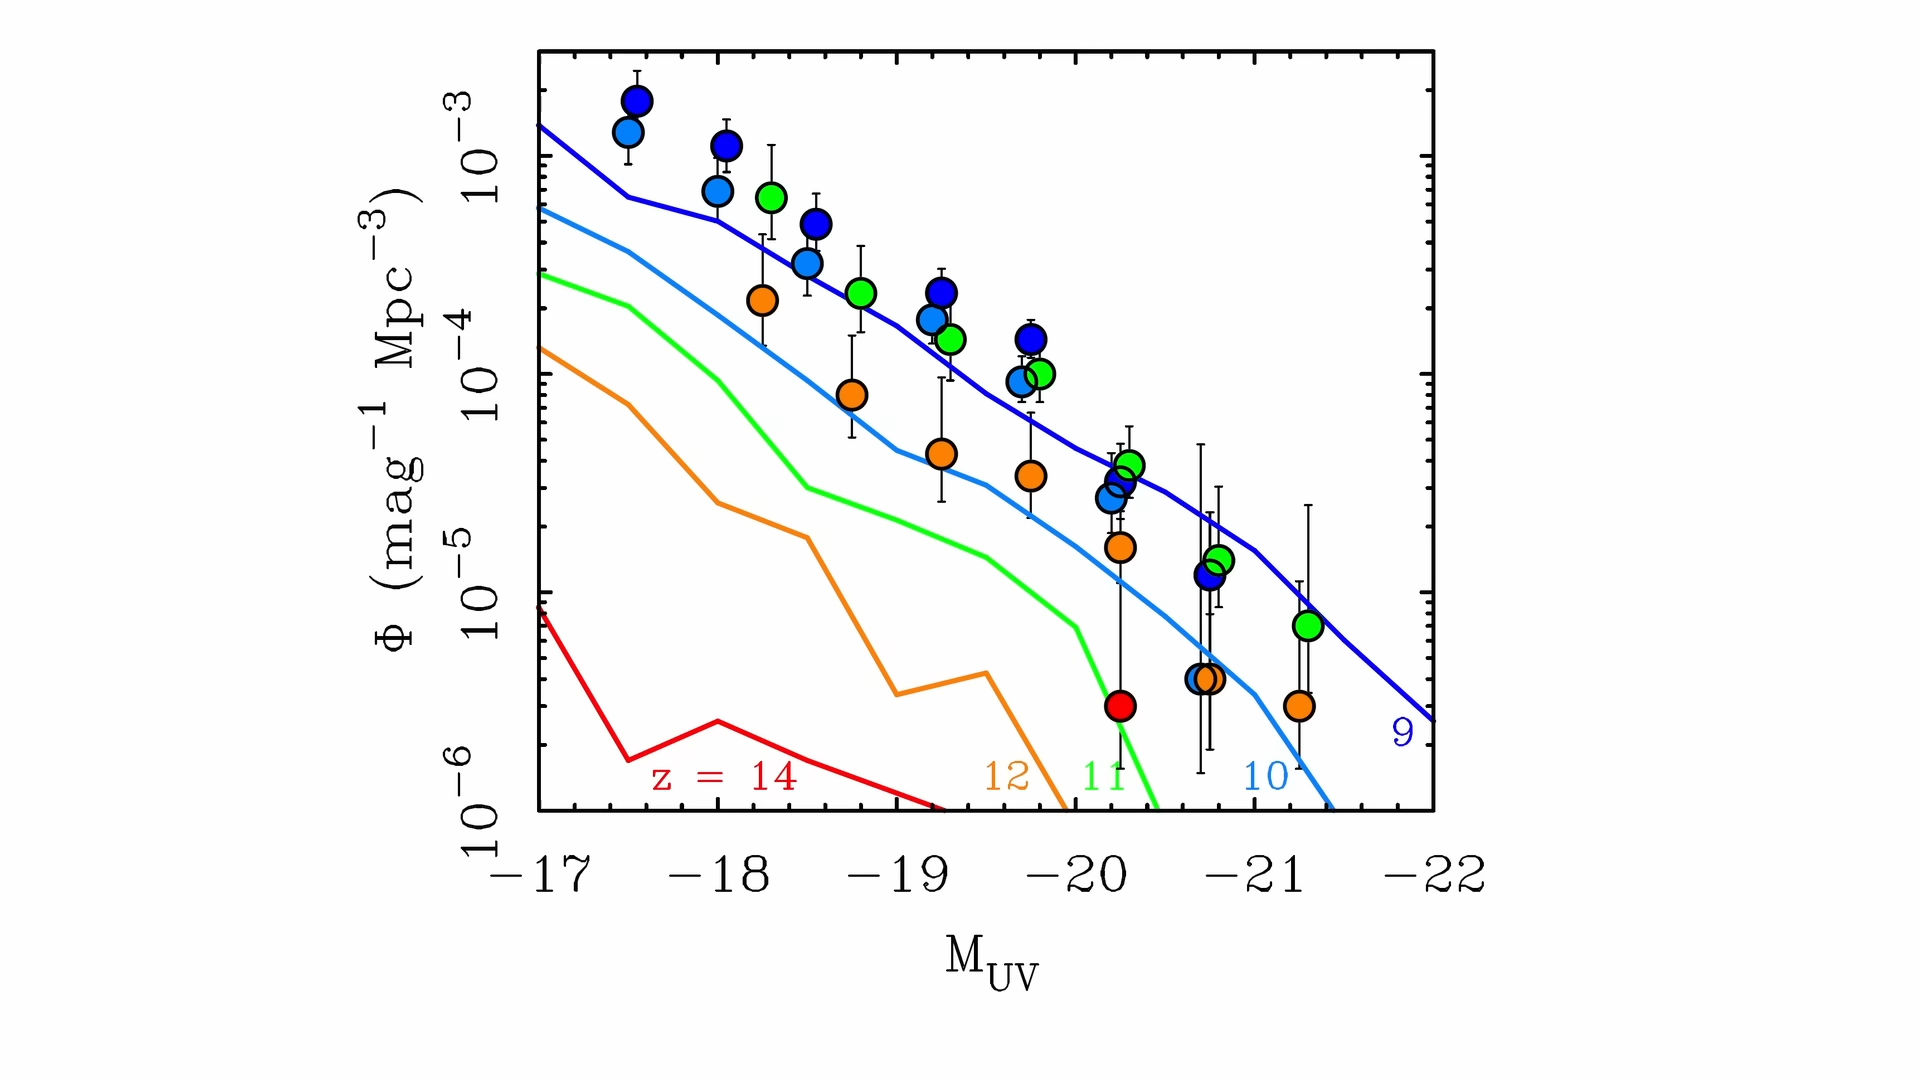 Φ (mag⁻¹ Mpc⁻³)
10⁻³
10⁻⁴
10⁻⁵
10⁻⁶
z = 14
12
11
10
9
−17 −18 −19 −20 −21 −22
M_UV